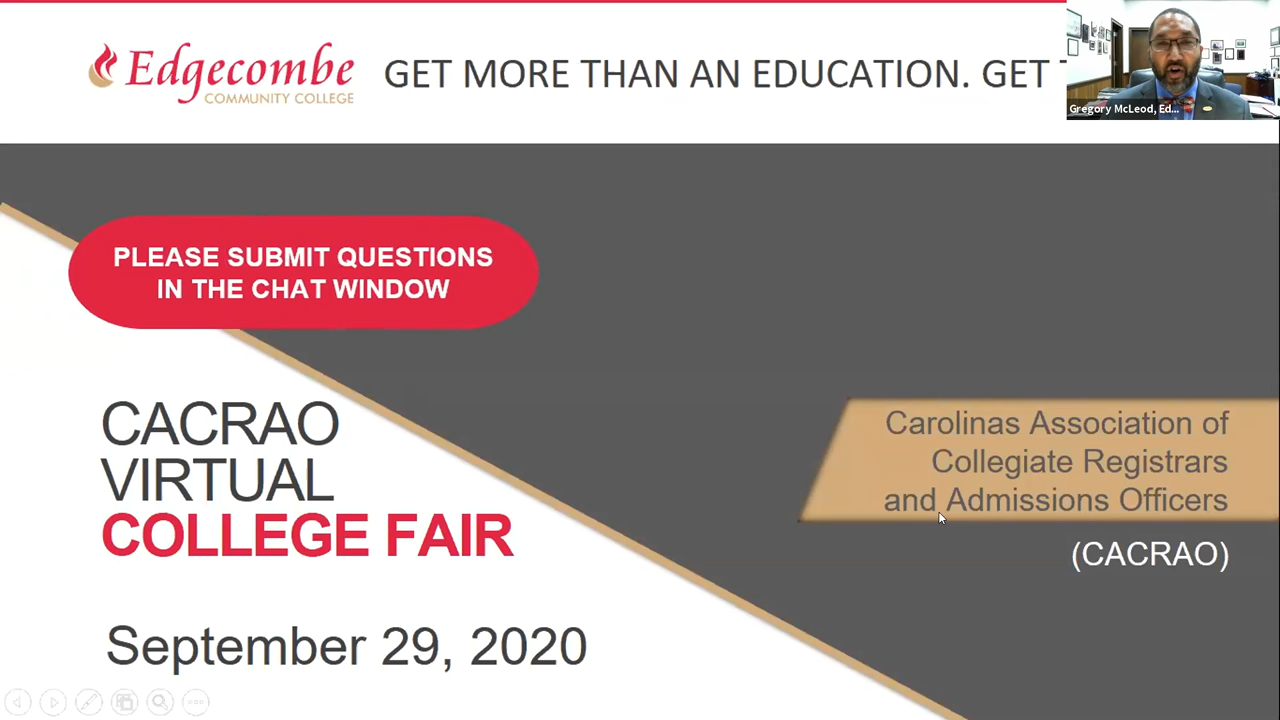 Edgecombe
COMMUNITY COLLEGE
GET MORE THAN AN EDUCATION. GET
Gregory McLeod, Ed...
PLEASE SUBMIT QUESTIONS
IN THE CHAT WINDOW
CACRAO
VIRTUAL
COLLEGE FAIR
September 29, 2020
Carolinas Association of
Collegiate Registrars
and Admissions Officers
(CACRAO)